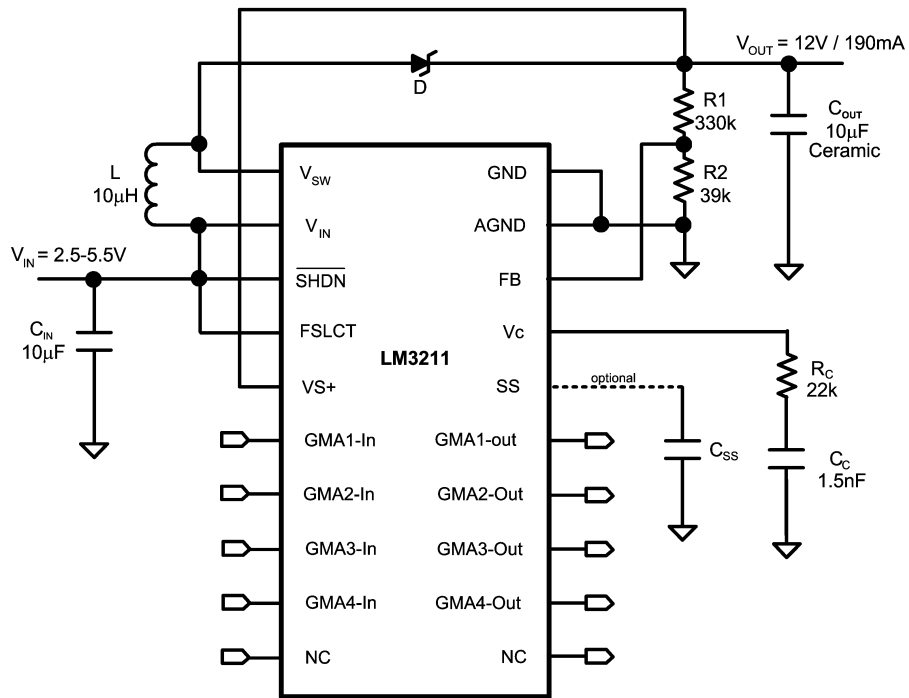 V_OUT = 12V / 190mA
D
R1
330k
C_OUT
10μF
Ceramic
L
10μH
R2
39k
V_SW
GND
V_IN
AGND
V_IN = 2.5-5.5V
SHDN
FB
C_IN
10μF
FSLCT
Vc
LM3211
R_C
22k
VS+
SS
optional
GMA1-In
GMA1-out
C_SS
C_C
1.5nF
GMA2-In
GMA2-Out
GMA3-In
GMA3-Out
GMA4-In
GMA4-Out
NC
NC